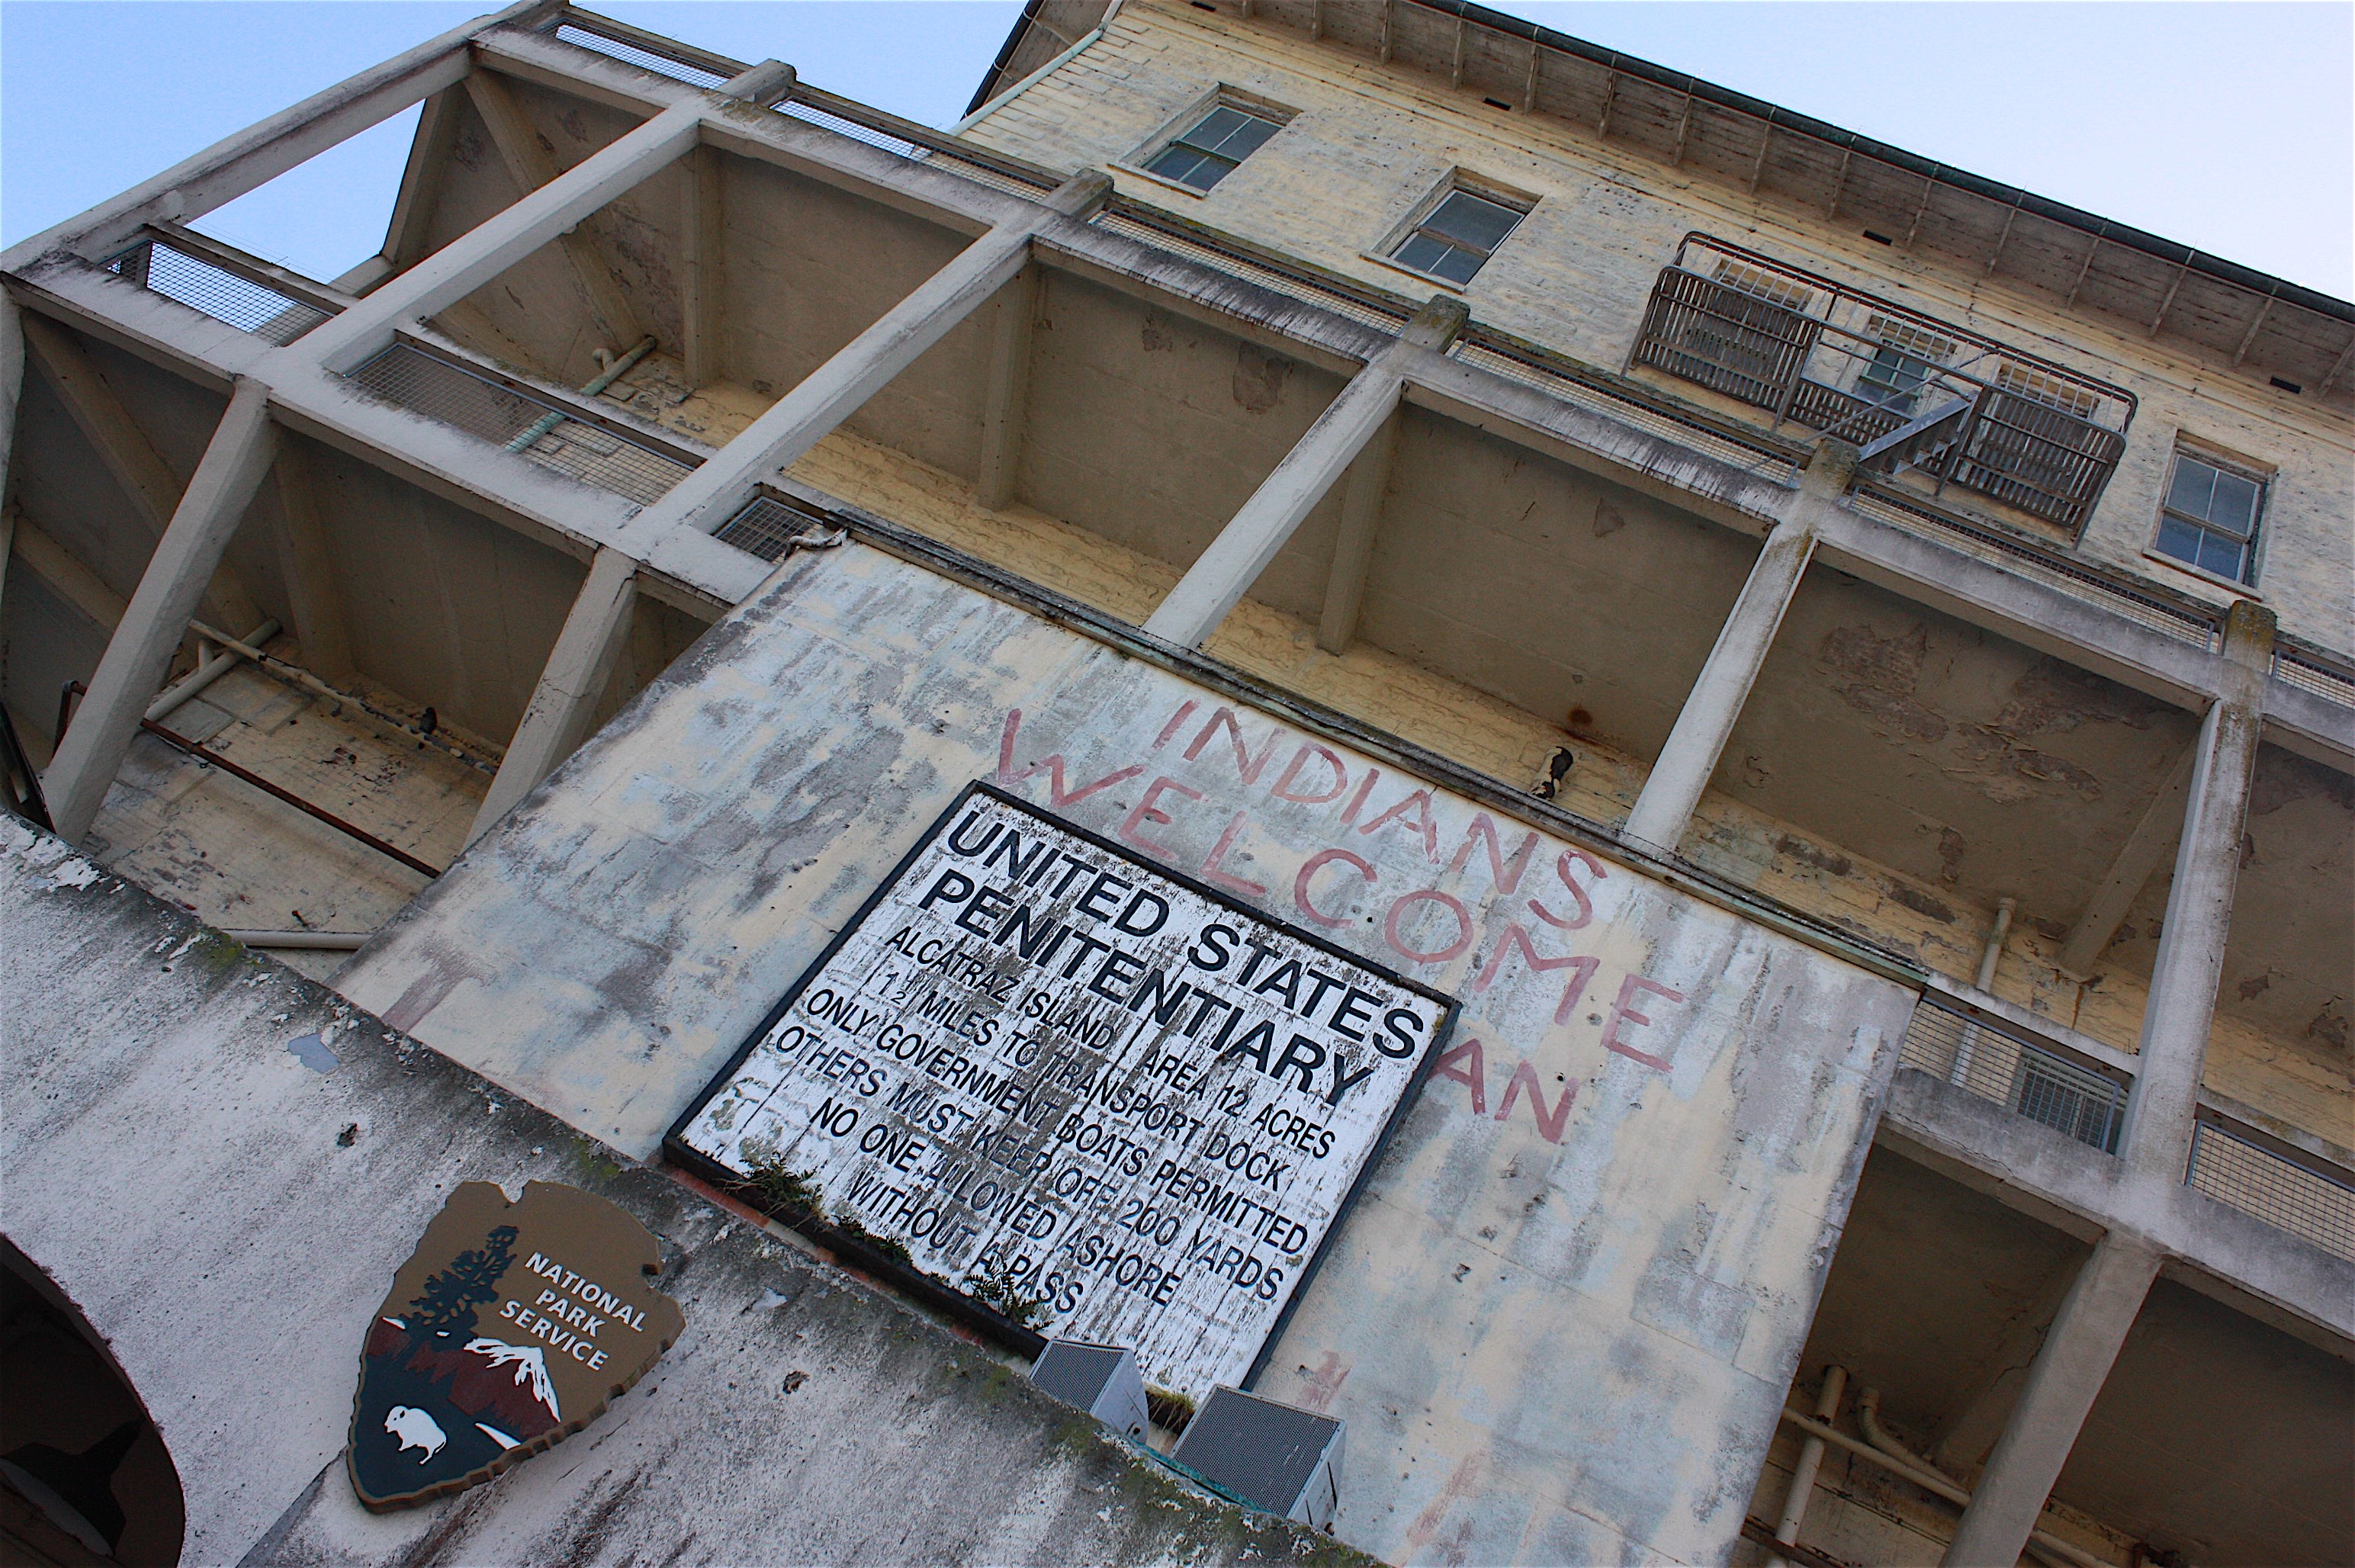 INDIANS
WELCOME
UNITED STATES
PENITENTIARY
ALCATRAZ ISLAND AREA 12 ACRES
1½ MILES TO TRANSPORT DOCK
ONLY GOVERNMENT BOATS PERMITTED
OTHERS MUST KEEP OFF 200 YARDS
NO ONE ALLOWED ASHORE
WITHOUT A PASS
AN
NATIONAL
PARK
SERVICE